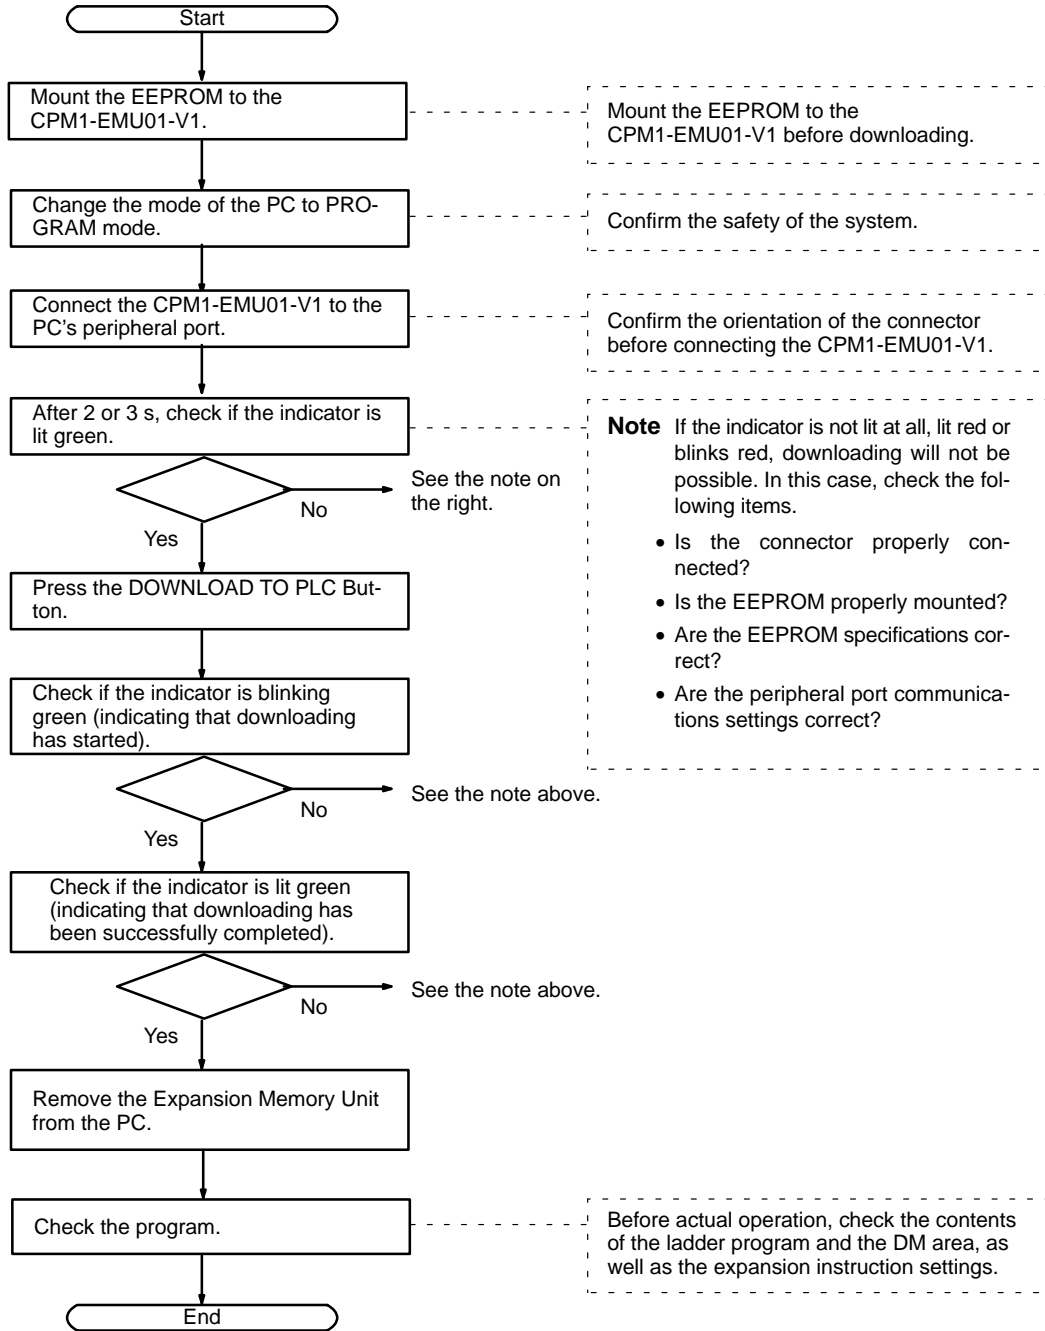 Start
Mount the EEPROM to the
CPM1-EMU01-V1.
Mount the EEPROM to the
CPM1-EMU01-V1 before downloading.
Change the mode of the PC to PRO-
GRAM mode.
Confirm the safety of the system.
Connect the CPM1-EMU01-V1 to the
PC’s peripheral port.
Confirm the orientation of the connector
before connecting the CPM1-EMU01-V1.
After 2 or 3 s, check if the indicator is
lit green.
Note If the indicator is not lit at all, lit red or
blinks red, downloading will not be
possible. In this case, check the fol-
lowing items.
• Is the connector properly con-
nected?
• Is the EEPROM properly mounted?
• Are the EEPROM specifications cor-
rect?
• Are the peripheral port communica-
tions settings correct?
No
See the note on
the right.
Yes
Press the DOWNLOAD TO PLC But-
ton.
Check if the indicator is blinking
green (indicating that downloading
has started).
No
See the note above.
Yes
Check if the indicator is lit green
(indicating that downloading has
been successfully completed).
No
See the note above.
Yes
Remove the Expansion Memory Unit
from the PC.
Check the program.
Before actual operation, check the contents
of the ladder program and the DM area, as
well as the expansion instruction settings.
End